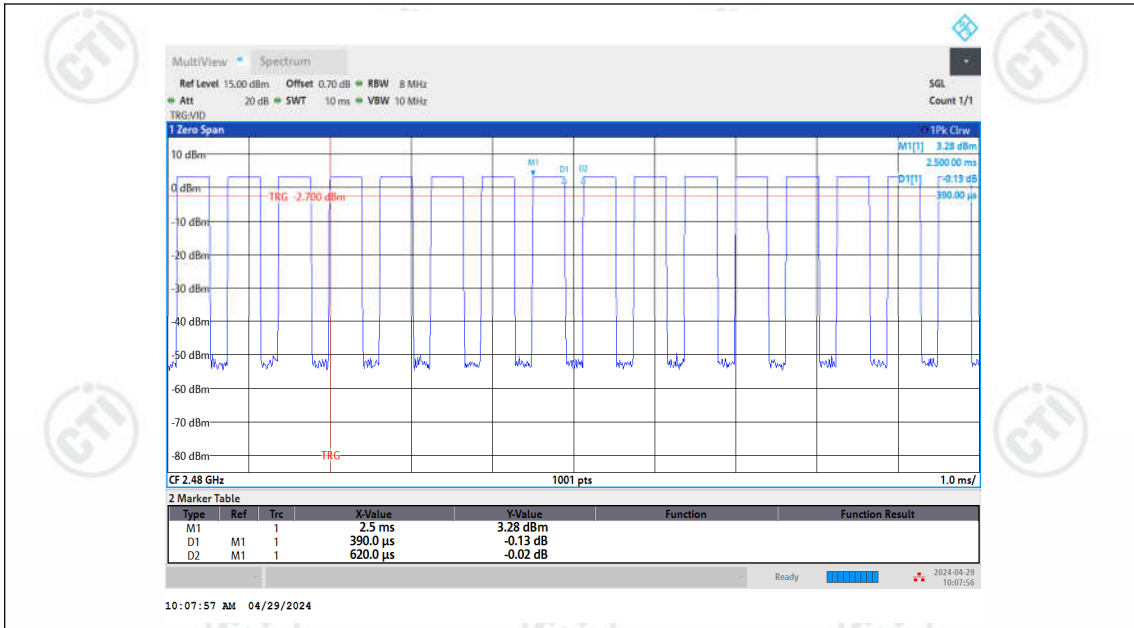 CTI CTI
MultiView Spectrum
Ref Level 15.00 dBm Offset 0.70 dB RBW 8 MHz SGL
Att 20 dB SWT 10 ms VBW 10 MHz Count 1/1
TRG:VID
1 Zero Span 1Pk Clrw
M1[1] 3.28 dBm
2.500 00 ms
D1[1] -0.13 dB
390.00 µs
10 dBm
M1 D1 D2
0 dBm
TRG -2.700 dBm
-10 dBm
-20 dBm
-30 dBm
-40 dBm
-50 dBm
-60 dBm
-70 dBm
-80 dBm
TRG
CF 2.48 GHz 1001 pts 1.0 ms/
2 Marker Table
Type Ref Trc X-Value Y-Value Function Function Result
M1 1 2.5 ms 3.28 dBm
D1 M1 1 390.0 µs -0.13 dB
D2 M1 1 620.0 µs -0.02 dB
Ready 2024-04-29
10:07:56
10:07:57 AM 04/29/2024
CTI CTI